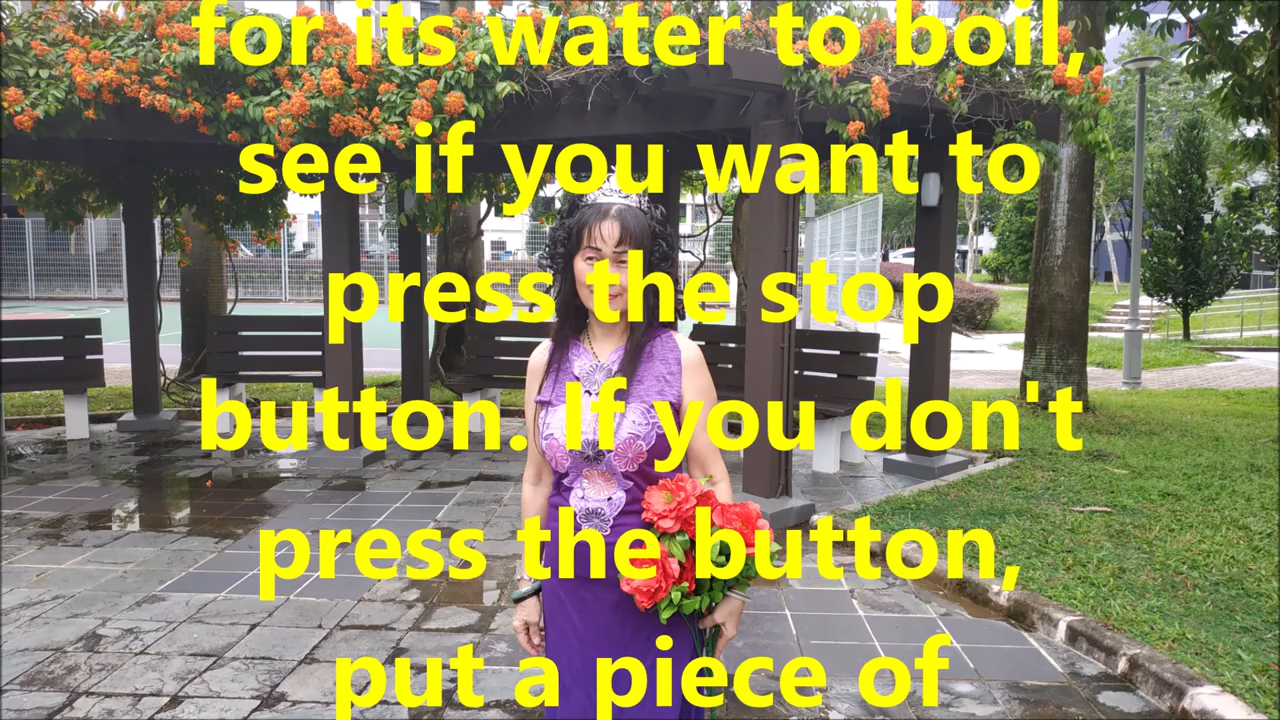 for its water to boil,
see if you want to
press the stop
button. If you don't
press the button,
put a piece of